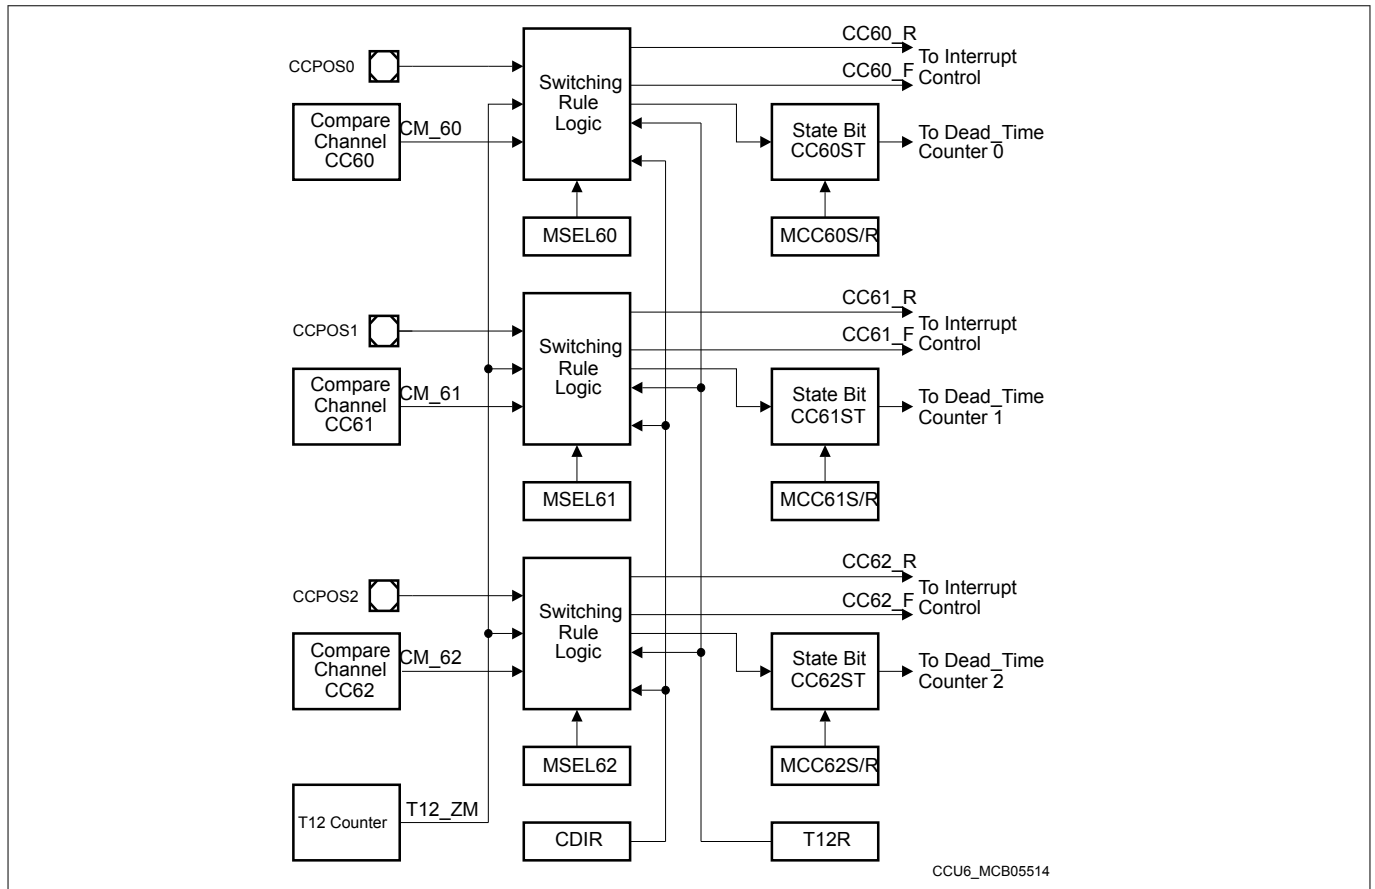 CC60_R
To Interrupt
Control
CCPOS0
CC60_F
Switching
Rule
Logic
Compare
Channel
CC60
CM_60
State Bit
CC60ST
To Dead_Time
Counter 0
MSEL60
MCC60S/R
CC61_R
To Interrupt
Control
CCPOS1
CC61_F
Switching
Rule
Logic
Compare
Channel
CC61
CM_61
State Bit
CC61ST
To Dead_Time
Counter 1
MSEL61
MCC61S/R
CC62_R
To Interrupt
Control
CCPOS2
CC62_F
Switching
Rule
Logic
Compare
Channel
CC62
CM_62
State Bit
CC62ST
To Dead_Time
Counter 2
MSEL62
MCC62S/R
T12 Counter
T12_ZM
CDIR
T12R
CCU6_MCB05514